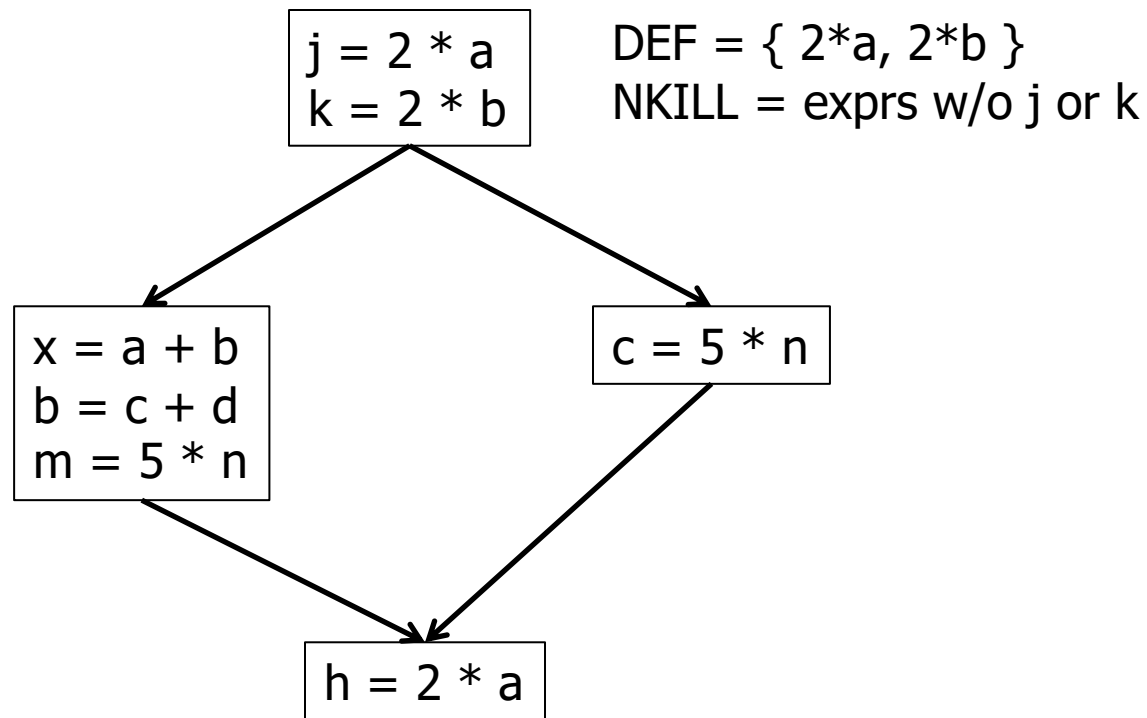 j = 2 * a
k = 2 * b
DEF = { 2*a, 2*b }
NKILL = exprs w/o j or k
x = a + b
b = c + d
m = 5 * n
c = 5 * n
h = 2 * a